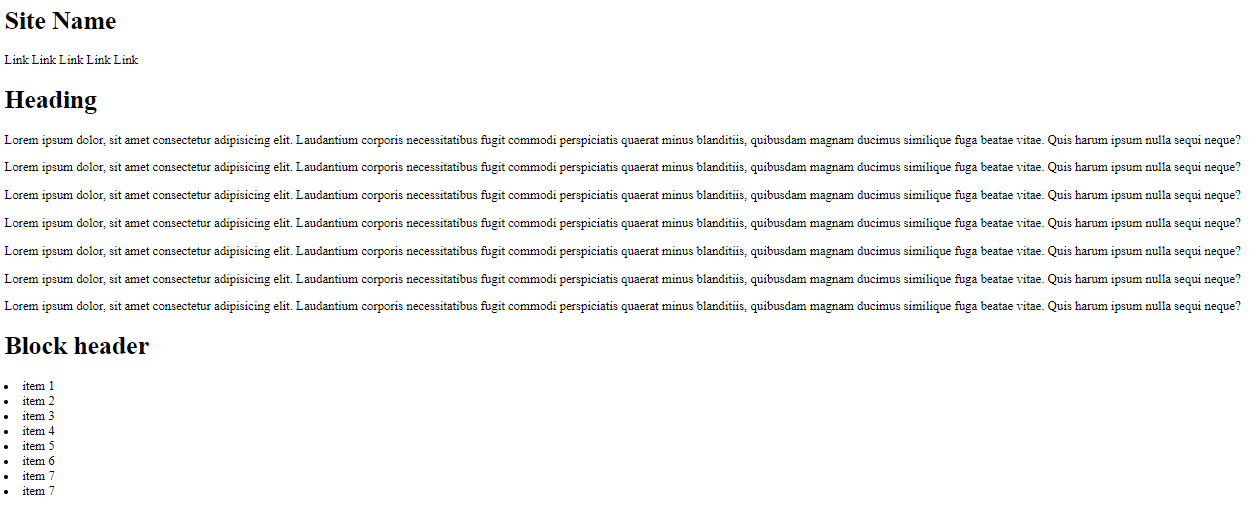 Site Name
Link Link Link Link Link
Heading
Lorem ipsum dolor, sit amet consectetur adipisicing elit. Laudantium corporis necessitatibus fugit commodi perspiciatis quaerat minus blanditiis, quibusdam magnam ducimus similique fuga beatae vitae. Quis harum ipsum nulla sequi neque?
Lorem ipsum dolor, sit amet consectetur adipisicing elit. Laudantium corporis necessitatibus fugit commodi perspiciatis quaerat minus blanditiis, quibusdam magnam ducimus similique fuga beatae vitae. Quis harum ipsum nulla sequi neque?
Lorem ipsum dolor, sit amet consectetur adipisicing elit. Laudantium corporis necessitatibus fugit commodi perspiciatis quaerat minus blanditiis, quibusdam magnam ducimus similique fuga beatae vitae. Quis harum ipsum nulla sequi neque?
Lorem ipsum dolor, sit amet consectetur adipisicing elit. Laudantium corporis necessitatibus fugit commodi perspiciatis quaerat minus blanditiis, quibusdam magnam ducimus similique fuga beatae vitae. Quis harum ipsum nulla sequi neque?
Lorem ipsum dolor, sit amet consectetur adipisicing elit. Laudantium corporis necessitatibus fugit commodi perspiciatis quaerat minus blanditiis, quibusdam magnam ducimus similique fuga beatae vitae. Quis harum ipsum nulla sequi neque?
Lorem ipsum dolor, sit amet consectetur adipisicing elit. Laudantium corporis necessitatibus fugit commodi perspiciatis quaerat minus blanditiis, quibusdam magnam ducimus similique fuga beatae vitae. Quis harum ipsum nulla sequi neque?
Lorem ipsum dolor, sit amet consectetur adipisicing elit. Laudantium corporis necessitatibus fugit commodi perspiciatis quaerat minus blanditiis, quibusdam magnam ducimus similique fuga beatae vitae. Quis harum ipsum nulla sequi neque?
Block header
• item 1
• item 2
• item 3
• item 4
• item 5
• item 6
• item 7
• item 7